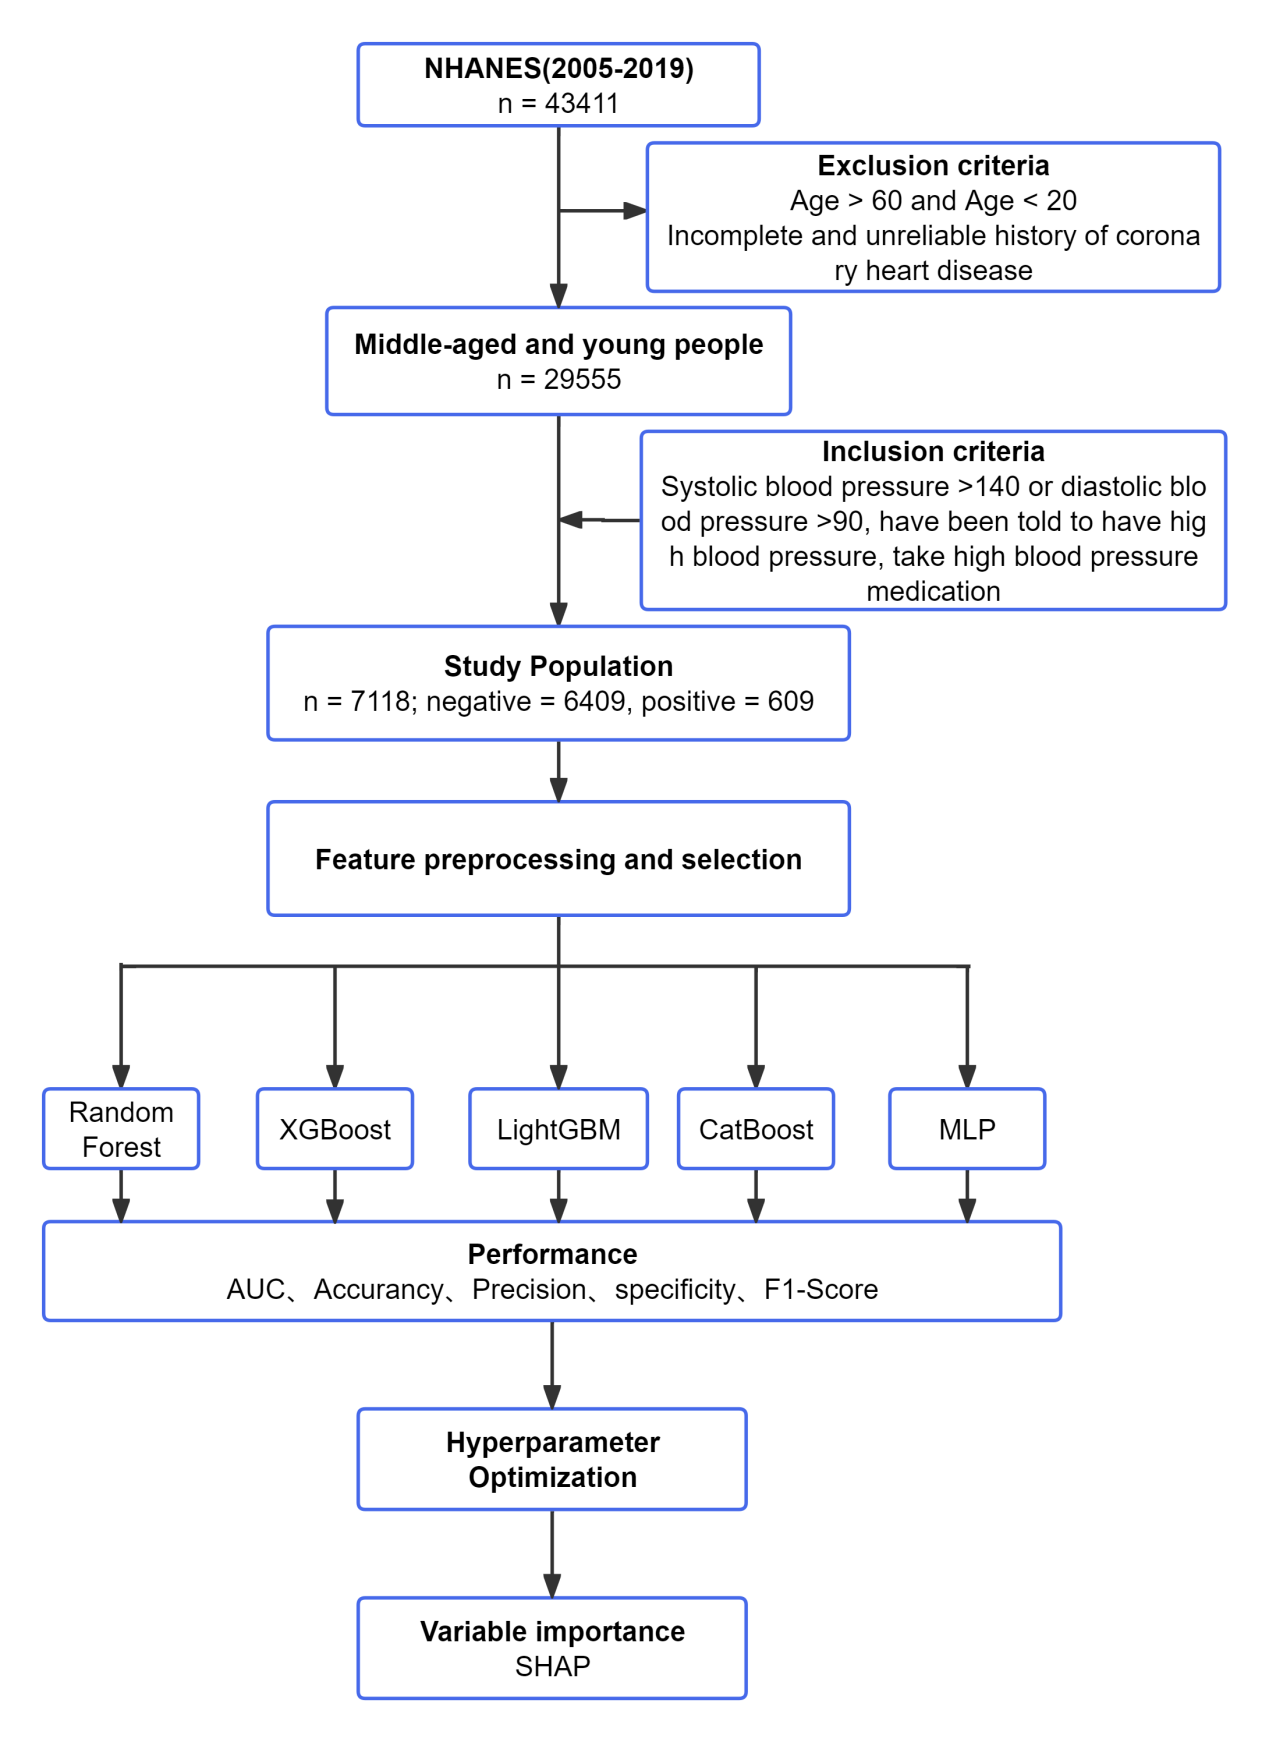 NHANES(2005-2019)
n = 43411
Exclusion criteria
Age > 60 and Age < 20
Incomplete and unreliable history of corona
ry heart disease
Middle-aged and young people
n = 29555
Inclusion criteria
Systolic blood pressure >140 or diastolic blo
od pressure >90, have been told to have hig
h blood pressure, take high blood pressure
medication
Study Population
n = 7118; negative = 6409, positive = 609
Feature preprocessing and selection
Random
Forest
XGBoost
LightGBM
CatBoost
MLP
Performance
AUC、Accurancy、Precision、specificity、F1-Score
Hyperparameter
Optimization
Variable importance
SHAP